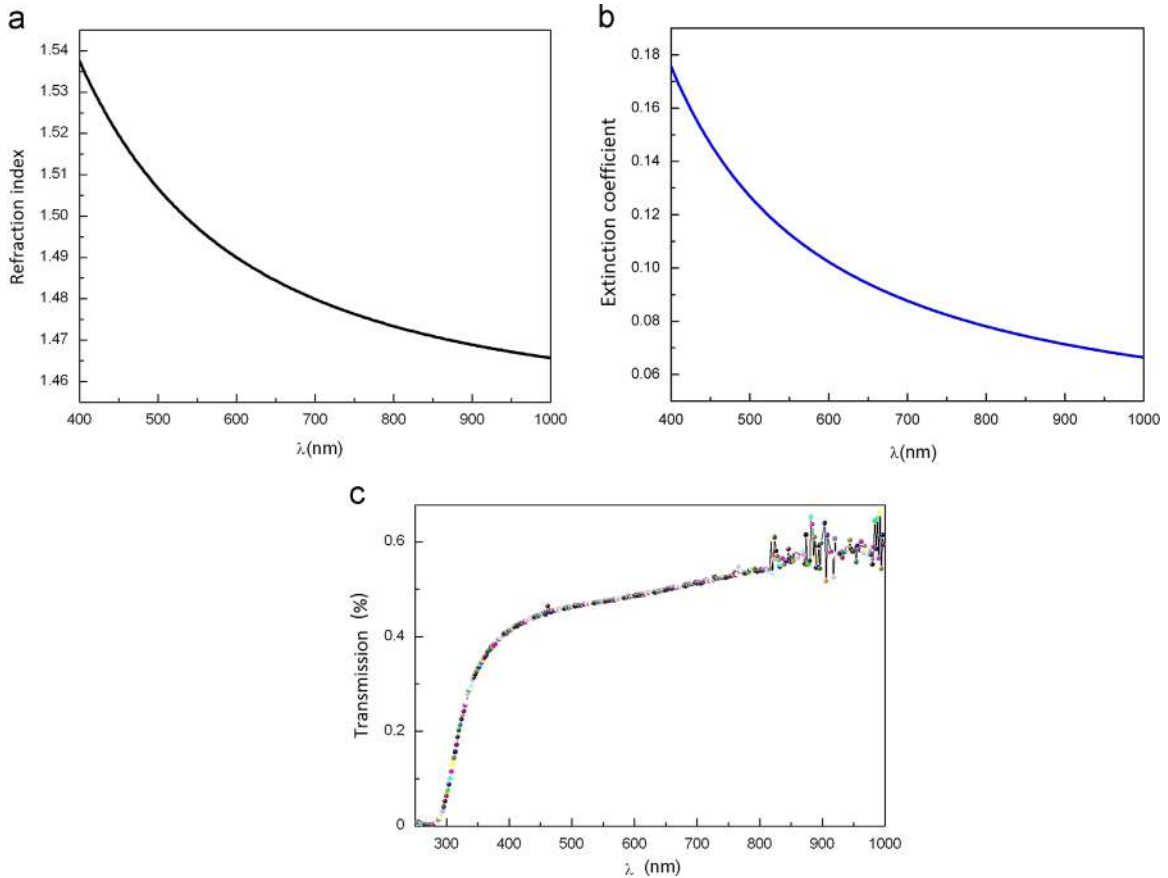 a
Refraction index
1.54
1.53
1.52
1.51
1.50
1.49
1.48
1.47
1.46
400 500 600 700 800 900 1000
λ(nm)
b
Extinction coefficient
0.18
0.16
0.14
0.12
0.10
0.08
0.06
400 500 600 700 800 900 1000
λ(nm)
c
Transmission (%)
0.6
0.4
0.2
0
300 400 500 600 700 800 900 1000
λ (nm)